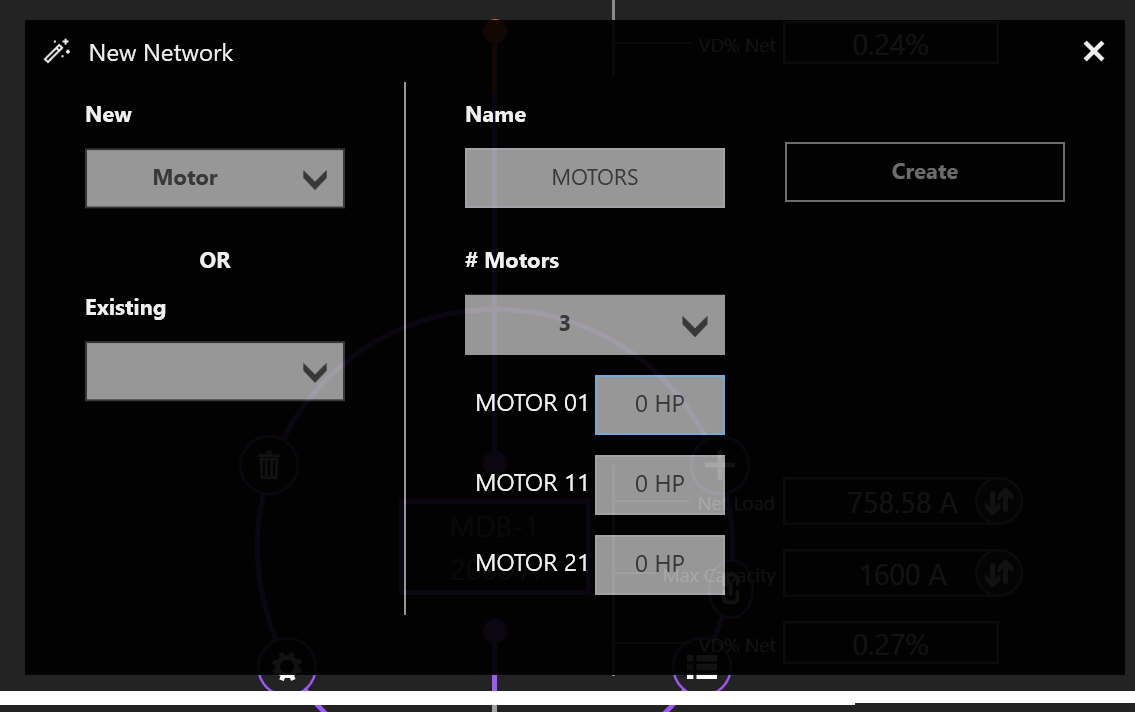 New Network
VD% Net 0.24%
New
Motor
OR
Existing
Name
MOTORS
Create
# Motors
3
MOTOR 01 0 HP
MOTOR 11 0 HP
MOTOR 21 0 HP
MDB-1
Net Load 758.58 A
Max Capacity 1600 A
VD% Net 0.27%